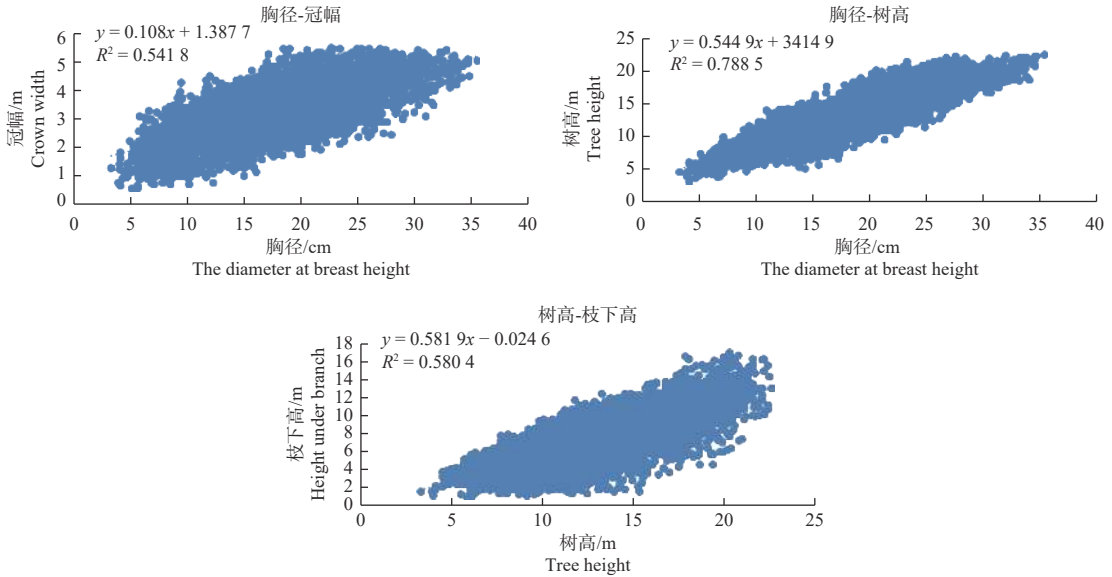 胸径-冠幅
y = 0.108x + 1.387 7
R² = 0.541 8
6
5
4
3
2
1
0
冠幅/m
Crown width
5 10 15 20 25 30 35 40
胸径/cm
The diameter at breast height
胸径-树高
y = 0.544 9x + 3414 9
R² = 0.788 5
25
20
15
10
5
0
树高/m
Tree height
0 5 10 15 20 25 30 35 40
胸径/cm
The diameter at breast height
树高-枝下高
y = 0.581 9x − 0.024 6
R² = 0.580 4
18
16
14
12
10
8
6
4
2
0
枝下高/m
Height under branch
0 5 10 15 20 25
树高/m
Tree height